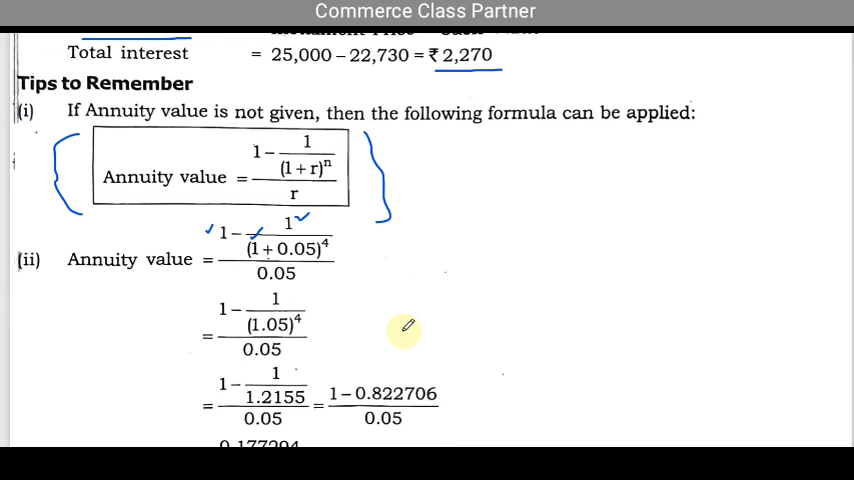 Commerce Class Partner
Total interest = 25,000 – 22,730 = ₹ 2,270
Tips to Remember
(i) If Annuity value is not given, then the following formula can be applied:
Annuity value = (1 – 1/(1 + r)ⁿ)/r
(ii) Annuity value = (1 – 1/(1 + 0.05)⁴)/0.05
= (1 – 1/(1.05)⁴)/0.05
= (1 – 1/1.2155)/0.05 = (1 – 0.822706)/0.05